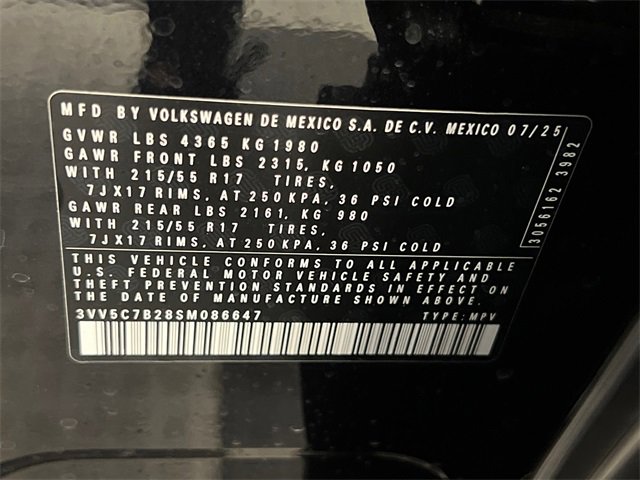 MFD BY VOLKSWAGEN DE MEXICO S.A. DE C.V. MEXICO 07/25
GVWR LBS 4365 KG 1980
GAWR FRONT LBS 2315, KG 1050
WITH 215/55 R17 TIRES,
7JX17 RIMS, AT 250KPA, 36 PSI COLD
GAWR REAR LBS 2161, KG 980
WITH 215/55 R17 TIRES,
7JX17 RIMS, AT 250KPA, 36 PSI COLD
THIS VEHICLE CONFORMS TO ALL APPLICABLE
U.S. FEDERAL MOTOR VEHICLE SAFETY AND
THEFT PREVENTION STANDARDS IN EFFECT ON
THE DATE OF MANUFACTURE SHOWN ABOVE.
3VV5C7B28SM086647 TYPE: MPV
3056162 3982